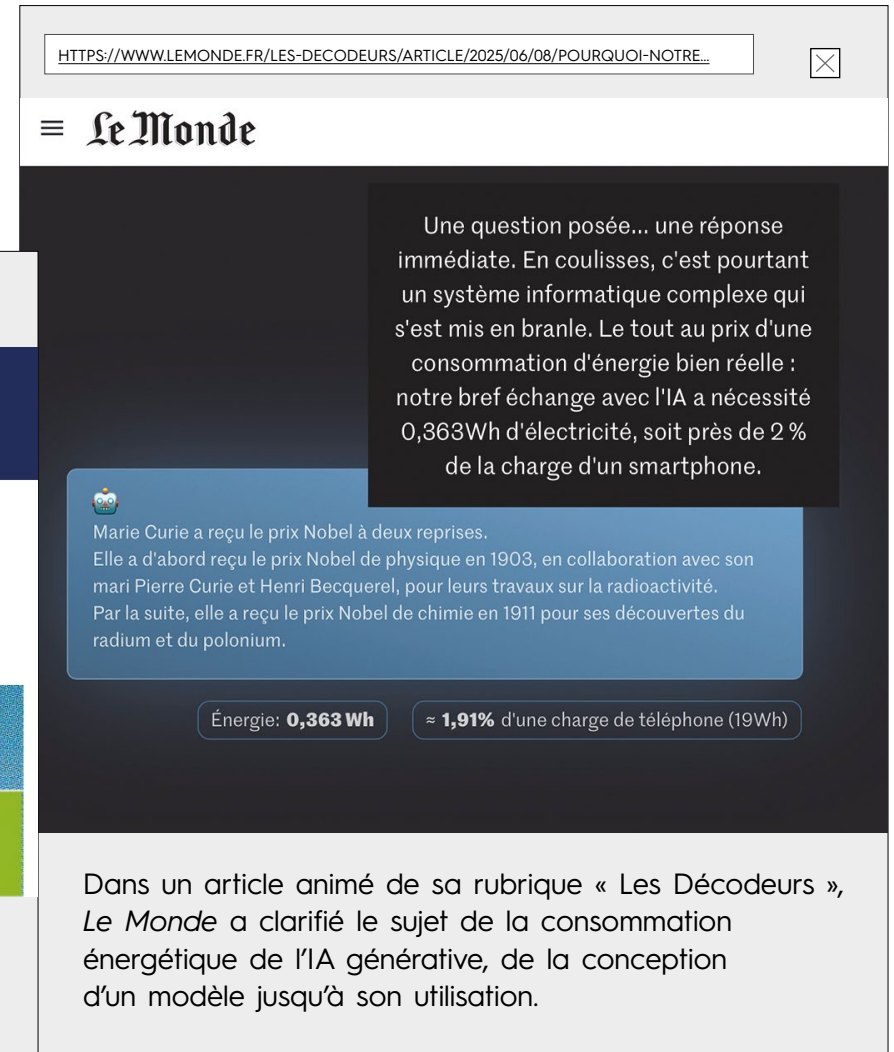 HTTPS://WWW.LEMONDE.FR/LES-DECODEURS/ARTICLE/2025/06/08/POURQUOI-NOTRE...
Le Monde
Une question posée... une réponse
immédiate. En coulisses, c'est pourtant
un système informatique complexe qui
s'est mis en branle. Le tout au prix d'une
consommation d'énergie bien réelle :
notre bref échange avec l'IA a nécessité
0,363Wh d'électricité, soit près de 2 %
de la charge d'un smartphone.
Marie Curie a reçu le prix Nobel à deux reprises.
Elle a d'abord reçu le prix Nobel de physique en 1903, en collaboration avec son
mari Pierre Curie et Henri Becquerel, pour leurs travaux sur la radioactivité.
Par la suite, elle a reçu le prix Nobel de chimie en 1911 pour ses découvertes du
radium et du polonium.
Énergie: 0,363 Wh
≈ 1,91% d'une charge de téléphone (19Wh)
Dans un article animé de sa rubrique « Les Décodeurs »,
Le Monde a clarifié le sujet de la consommation
énergétique de l'IA générative, de la conception
d'un modèle jusqu'à son utilisation.